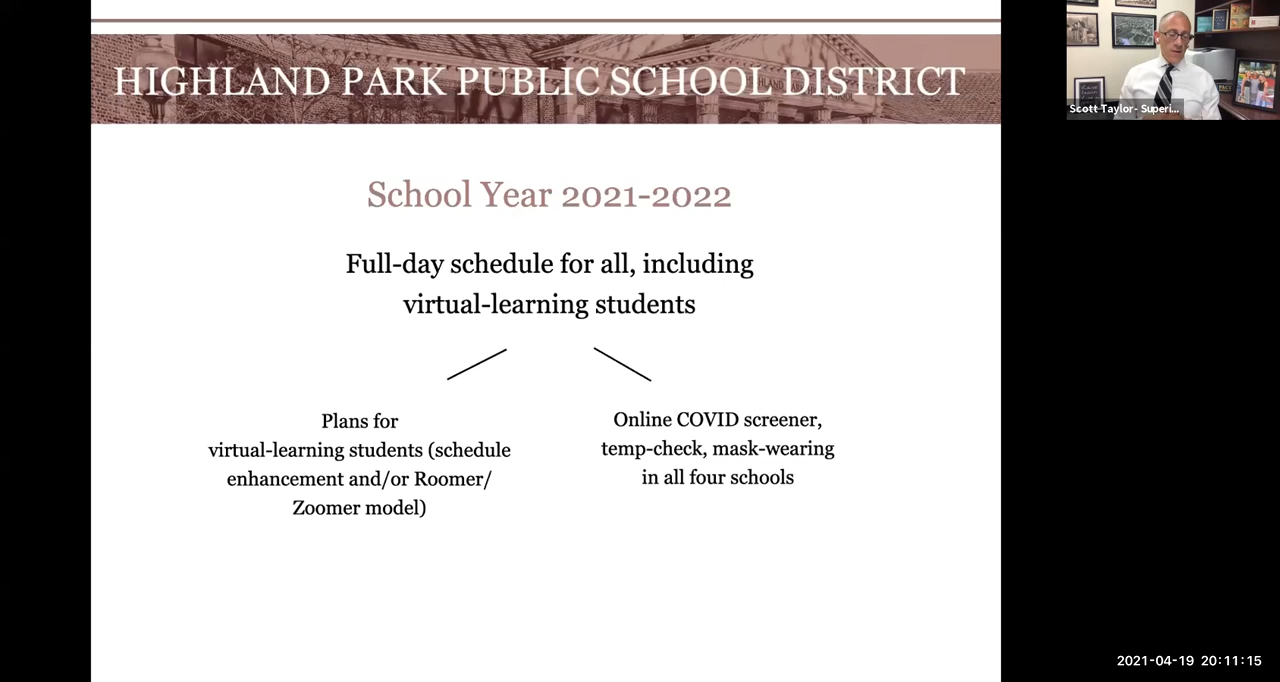 HIGHLAND PARK PUBLIC SCHOOL DISTRICT
Scott Taylor - Superi...
School Year 2021-2022
Full-day schedule for all, including
virtual-learning students
Plans for
virtual-learning students (schedule
enhancement and/or Roomer/
Zoomer model)
Online COVID screener,
temp-check, mask-wearing
in all four schools
2021-04-19 20:11:15